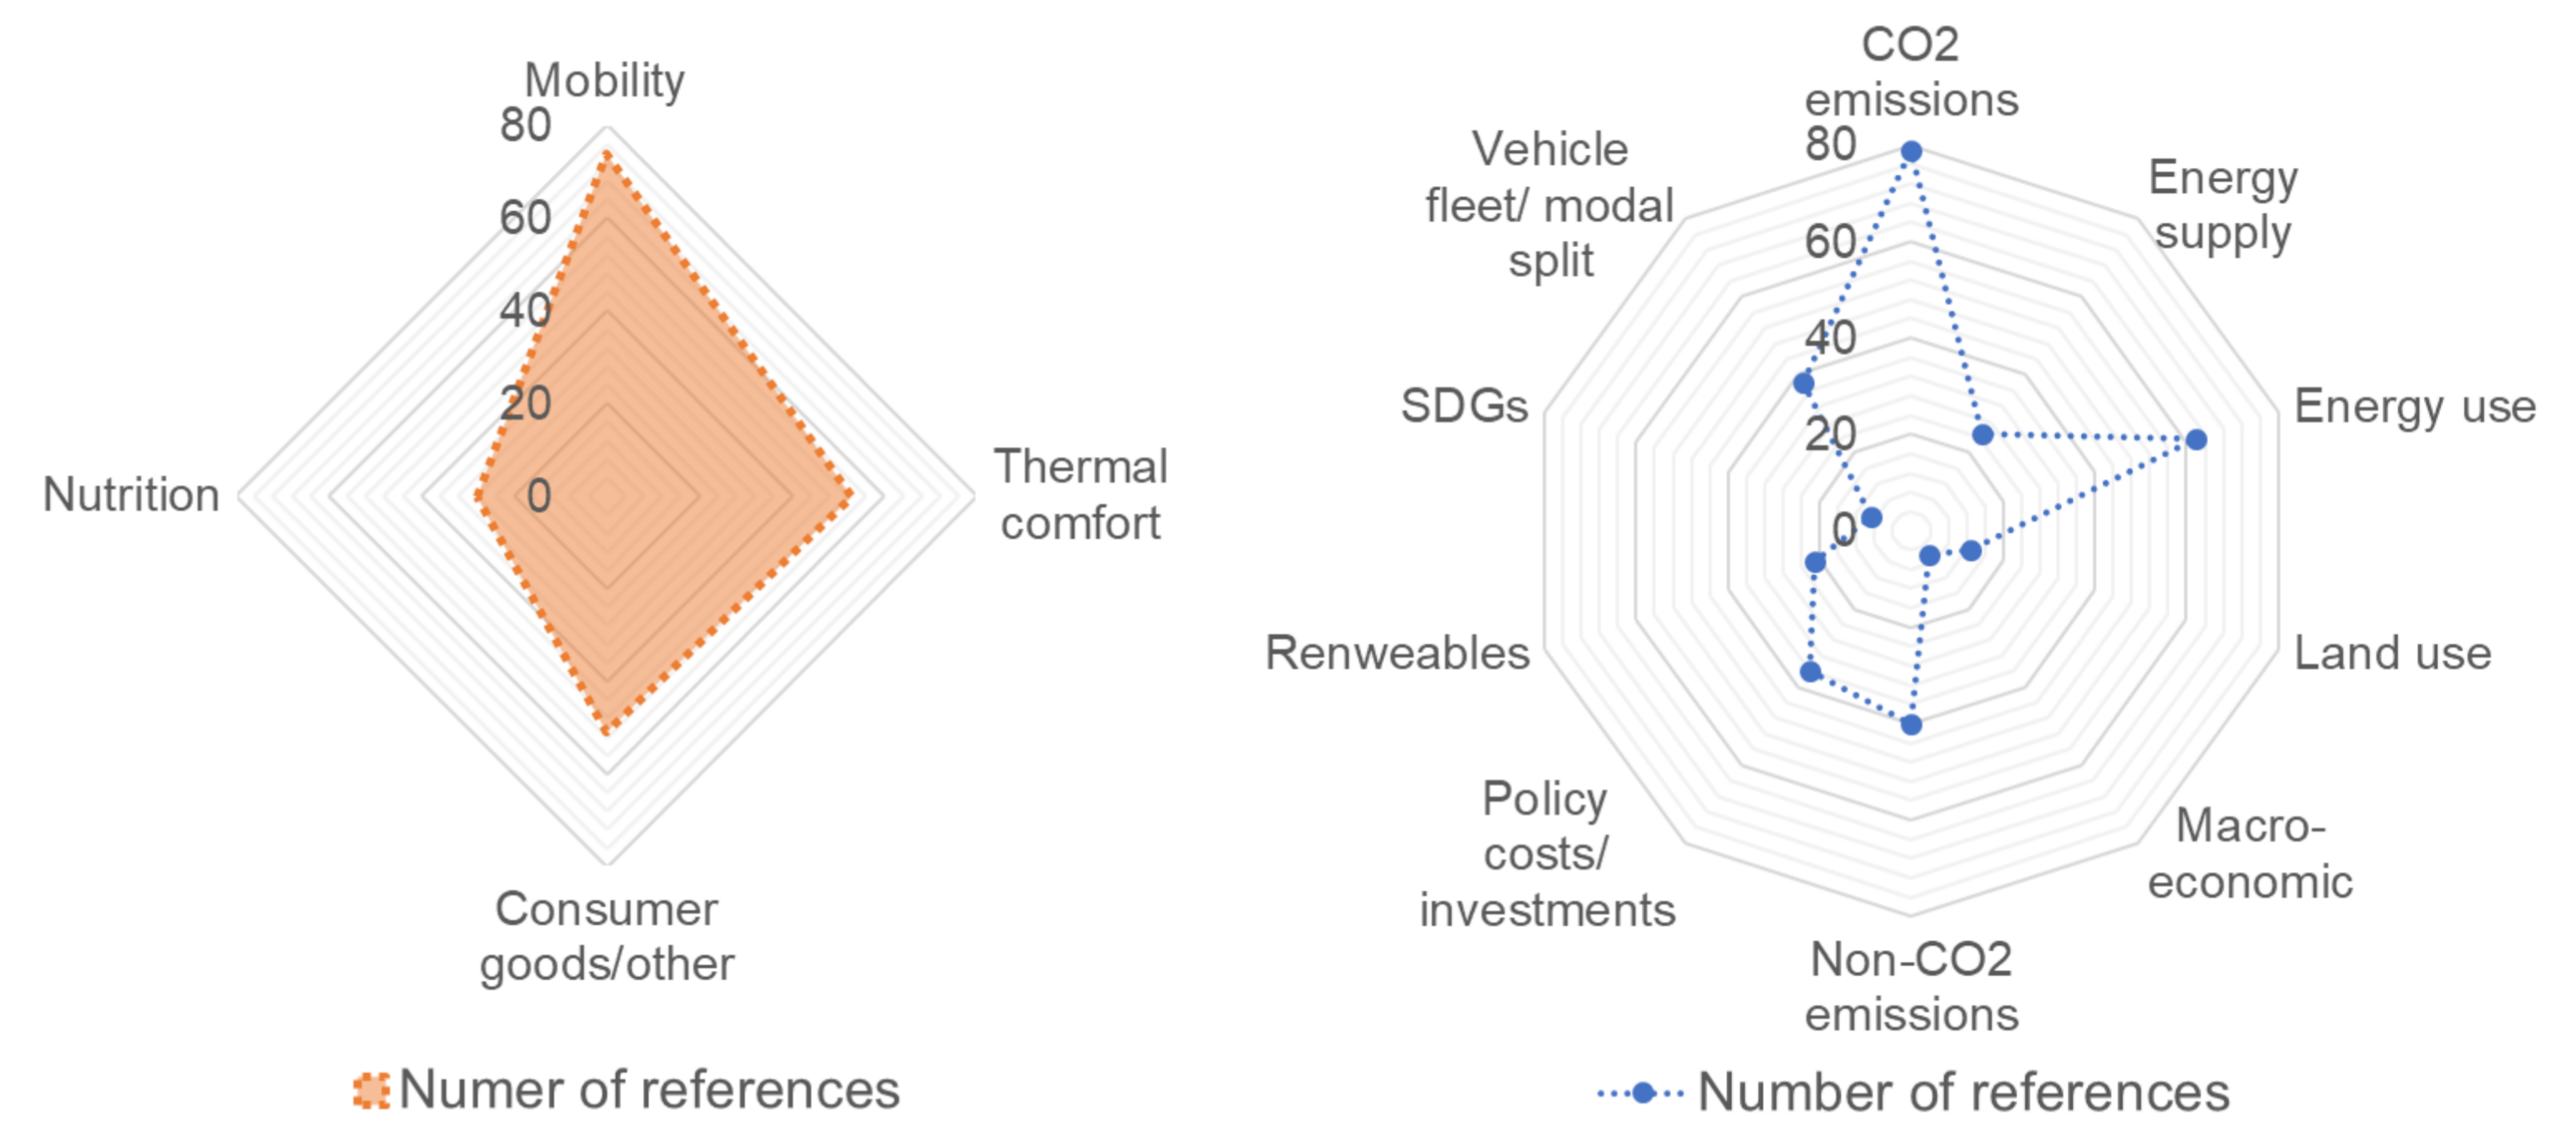 Mobility
80
60
40
20
0
Nutrition
Thermal
comfort
Consumer
goods/other
Numer of references
CO2
emissions
80
60
40
20
0
Energy
supply
Energy use
Land use
Macro-
economic
Non-CO2
emissions
Policy
costs/
investments
Renweables
SDGs
Vehicle
fleet/ modal
split
Number of references